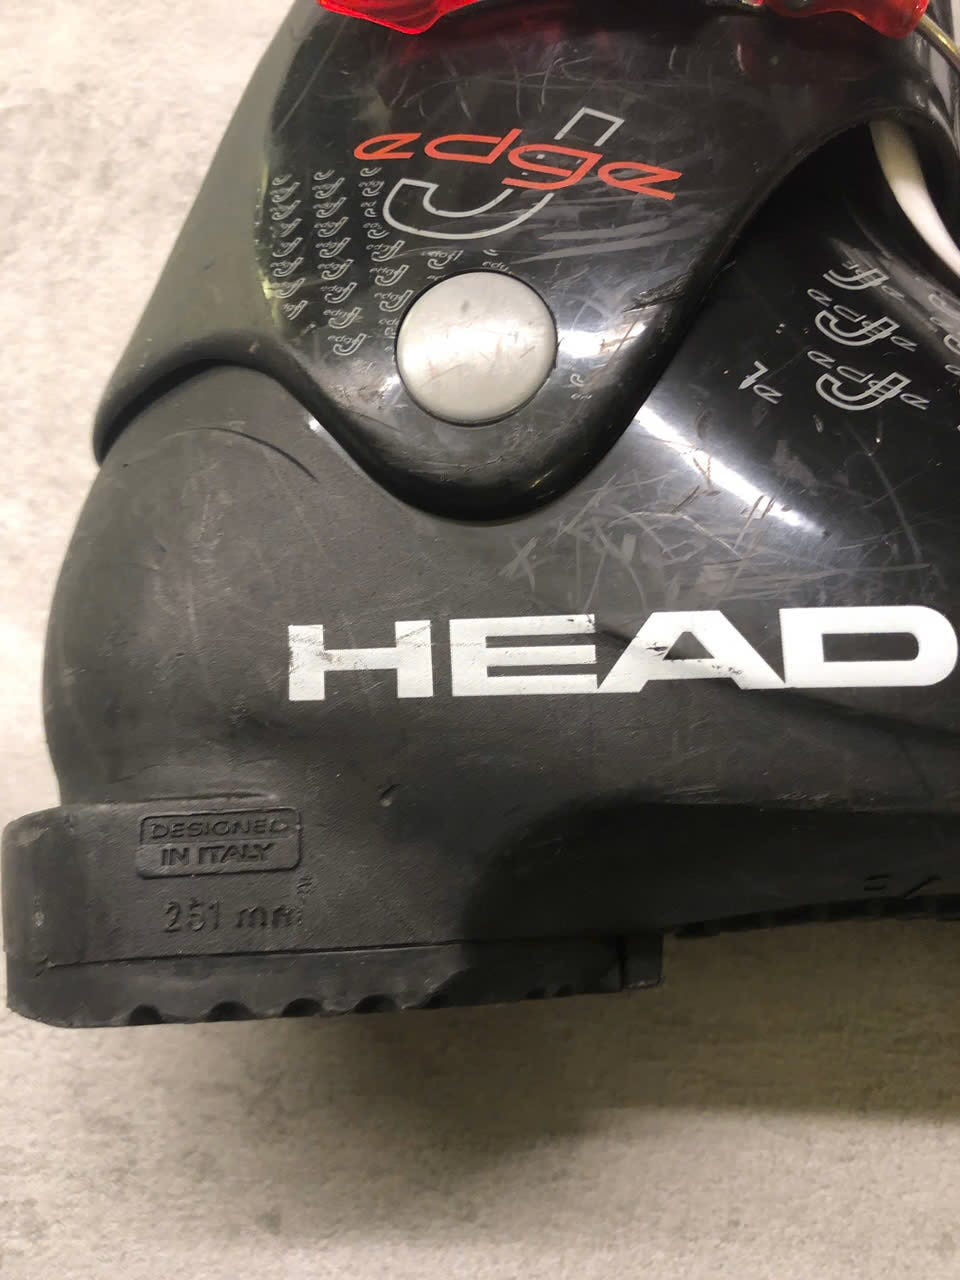 edge J
HEAD
DESIGNED
IN ITALY
251 mm